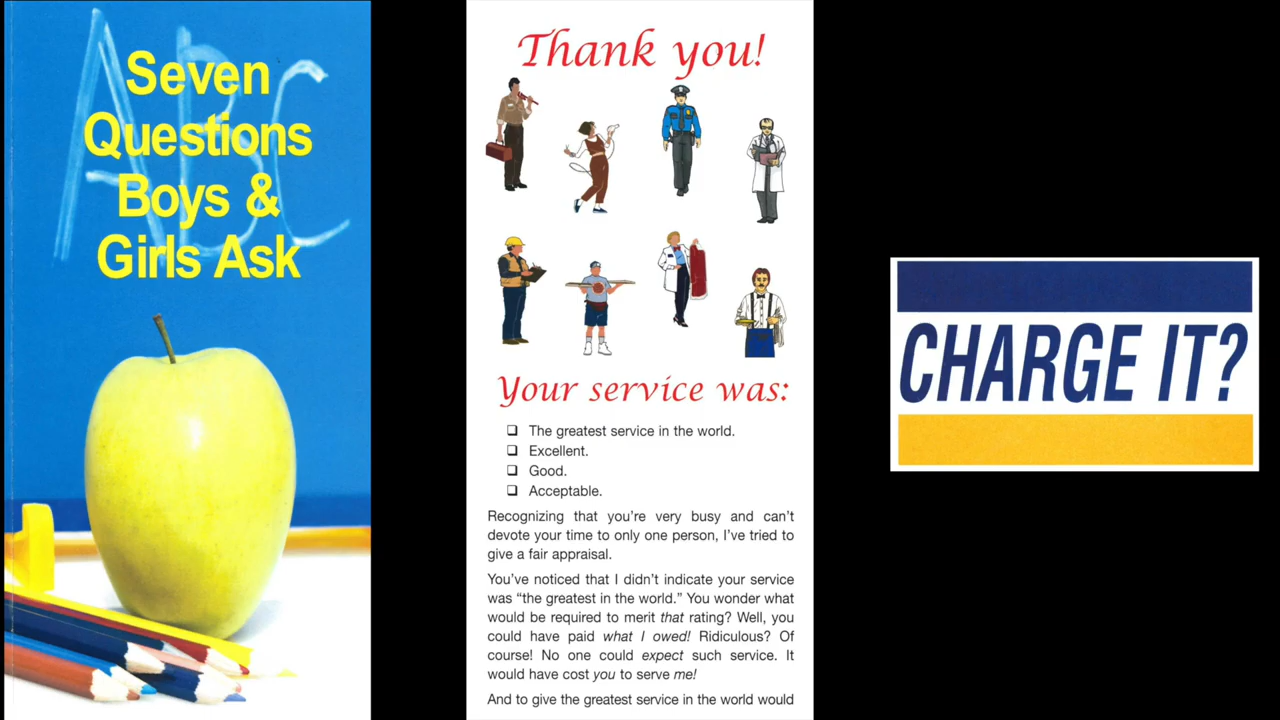 ABC
Seven
Questions
Boys &
Girls Ask
Thank you!
Your service was:
❑ The greatest service in the world.
❑ Excellent.
❑ Good.
❑ Acceptable.
Recognizing that you're very busy and can't
devote your time to only one person, I've tried to
give a fair appraisal.
You've noticed that I didn't indicate your service
was “the greatest in the world.” You wonder what
would be required to merit that rating? Well, you
could have paid what I owed! Ridiculous? Of
course! No one could expect such service. It
would have cost you to serve me!
And to give the greatest service in the world would
CHARGE IT?